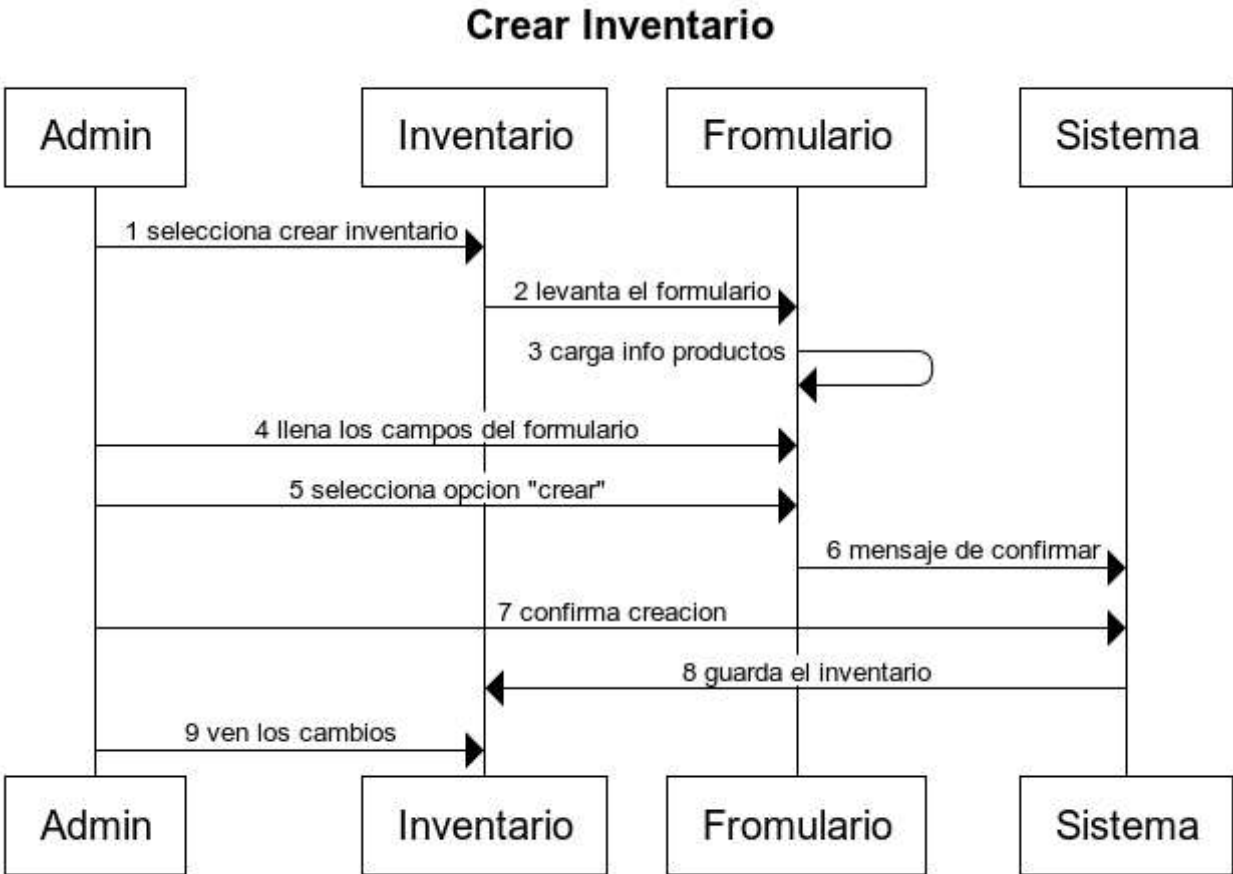 Crear Inventario
Admin
Inventario
Fromulario
Sistema
1 selecciona crear inventario
2 levanta el formulario
3 carga info productos
4 llena los campos del formulario
5 selecciona opcion "crear"
6 mensaje de confirmar
7 confirma creacion
8 guarda el inventario
9 ven los cambios
Admin
Inventario
Fromulario
Sistema